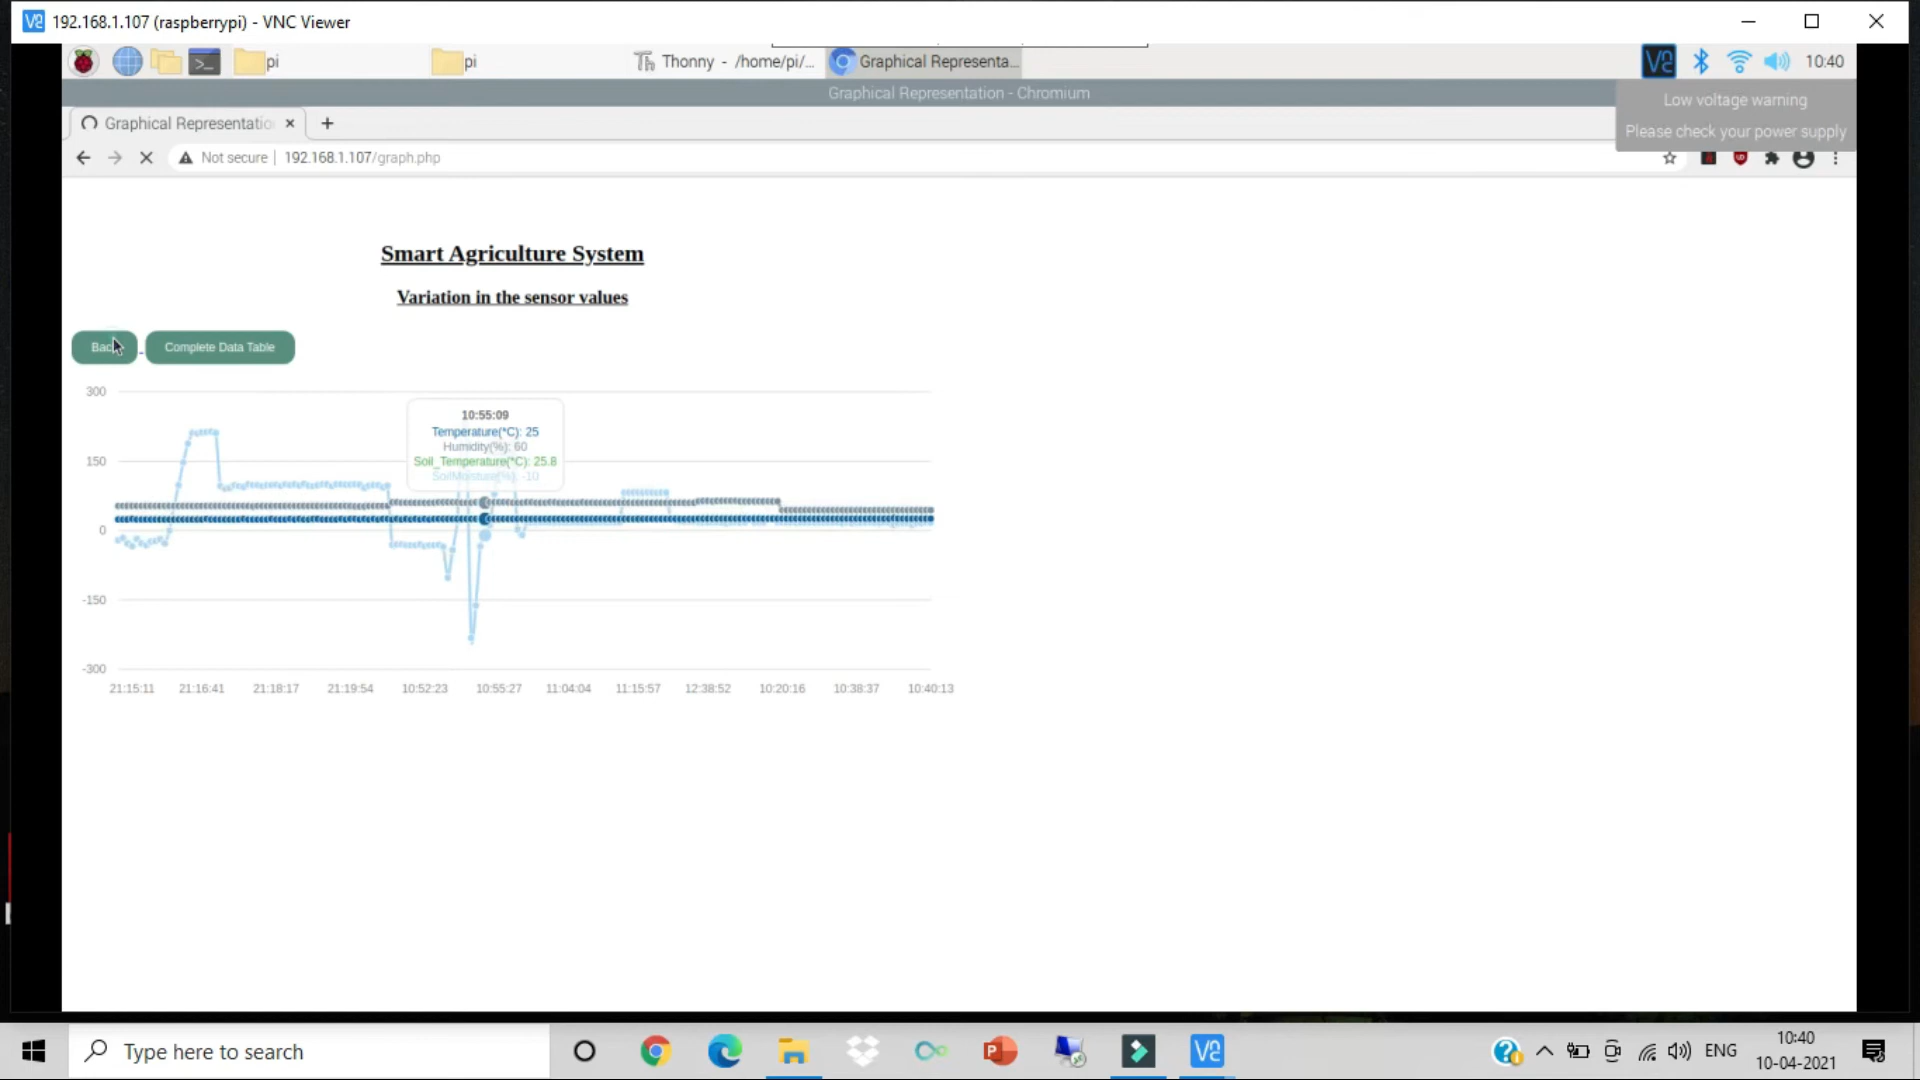 192.168.1.107 (raspberrypi) - VNC Viewer
pi
pi
Thonny - /home/pi/...
Graphical Representa...
10:40
Graphical Representation - Chromium
Low voltage warning
Please check your power supply
Graphical Representatio
Not secure
192.168.1.107/graph.php
Smart Agriculture System
Variation in the sensor values
Back
Complete Data Table
300
150
0
-150
-300
10:55:09
Temperature(*C): 25
Humidity(%): 60
Soil_Temperature(*C): 25.8
SoilMoisture(%): -10
21:15:11 21:16:41 21:18:17 21:19:54 10:52:23 10:55:27 11:04:04 11:15:57 12:38:52 10:20:16 10:38:37 10:40:13
Type here to search
ENG
10:40
10-04-2021